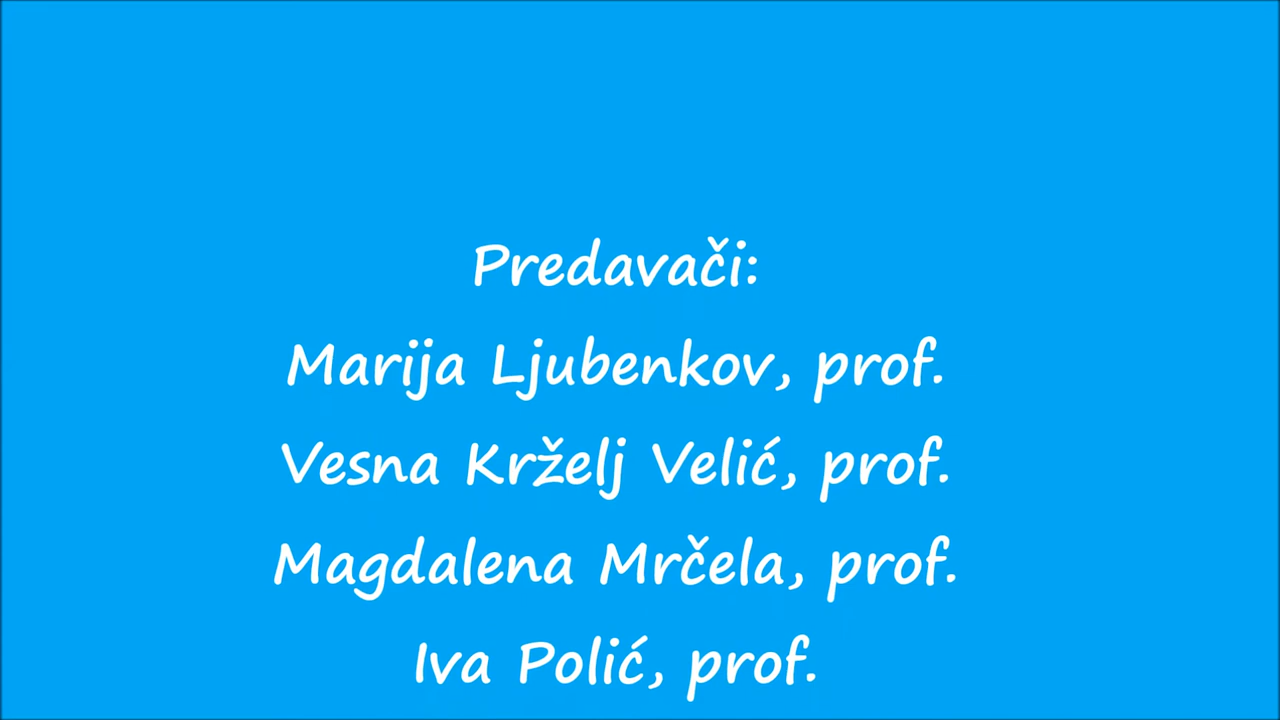 Predavači:
Marija Ljubenkov, prof.
Vesna Krželj Velić, prof.
Magdalena Mrčela, prof.
Iva Polić, prof.